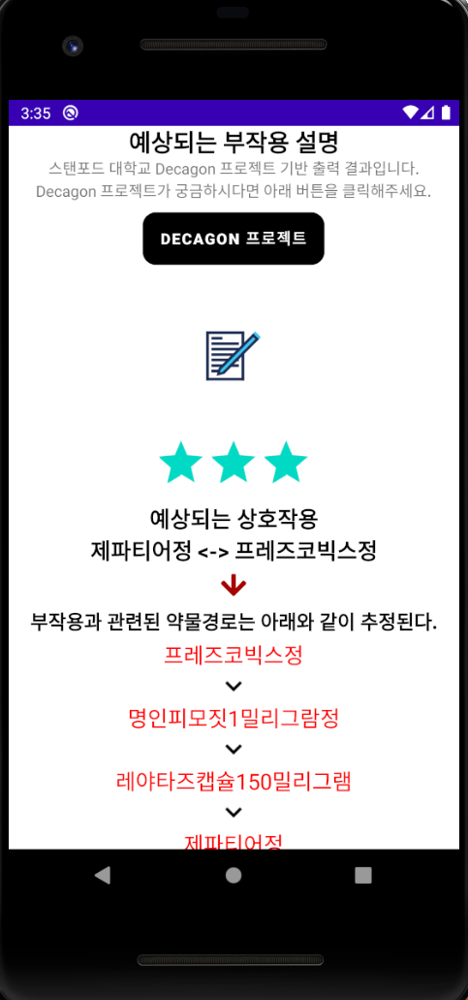 3:35
예상되는 부작용 설명
스탠포드 대학교 Decagon 프로젝트 기반 출력 결과입니다.
Decagon 프로젝트가 궁금하시다면 아래 버튼을 클릭해주세요.
DECAGON 프로젝트
예상되는 상호작용
제파티어정 <-> 프레즈코빅스정
부작용과 관련된 약물경로는 아래와 같이 추정된다.
프레즈코빅스정
명인피모짓1밀리그람정
레야타즈캡슐150밀리그램
제파티어정